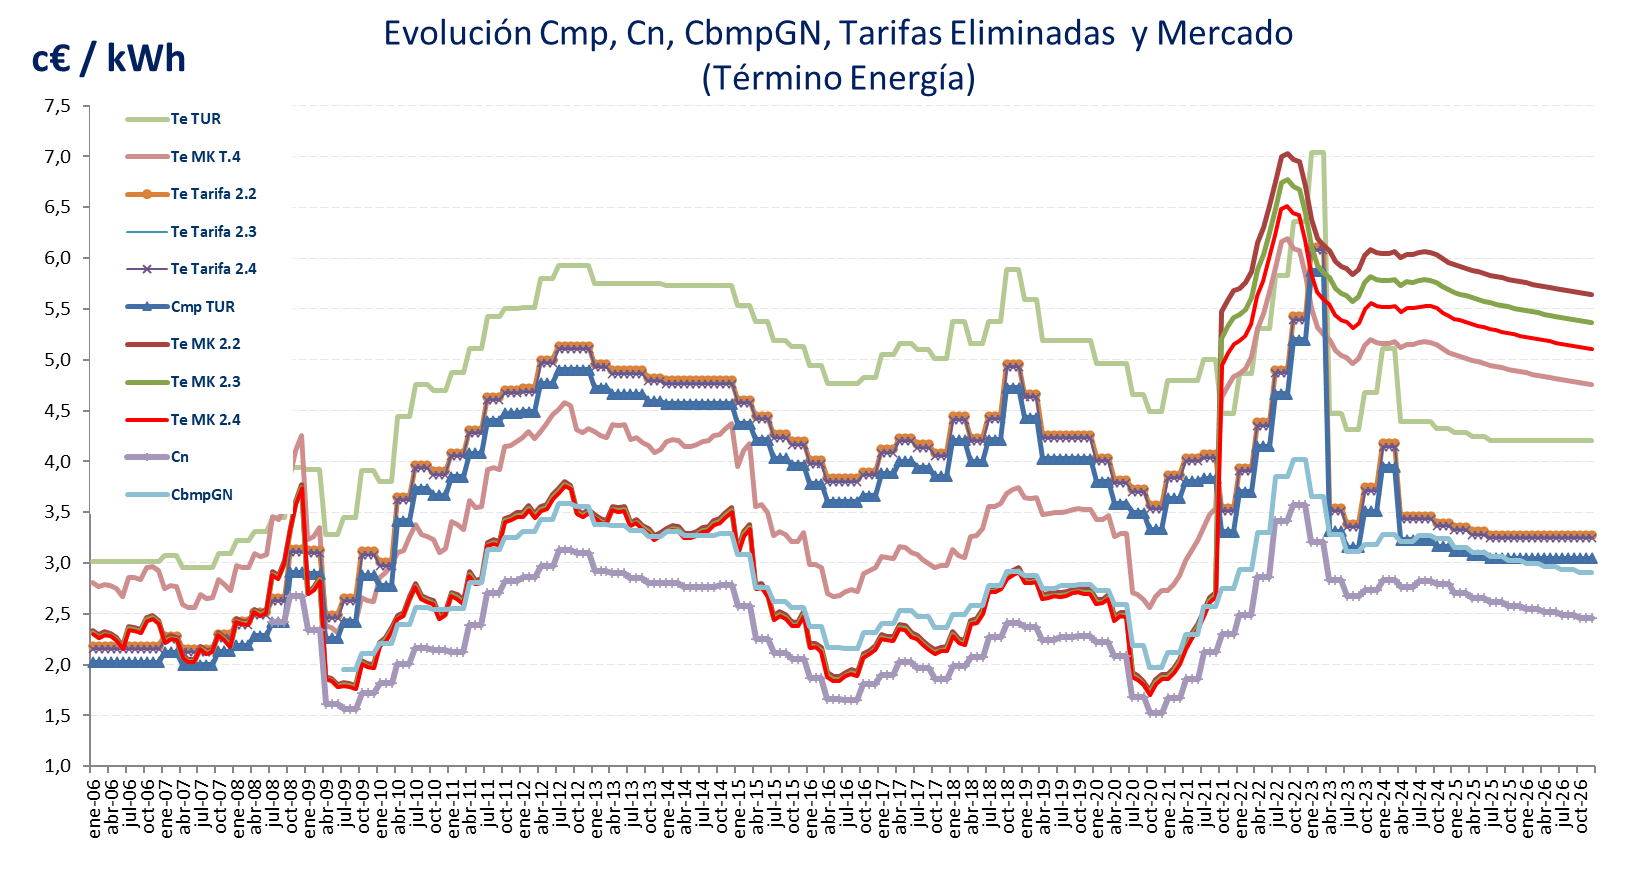 Evolución Cmp, Cn, CbmpGN, Tarifas Eliminadas y Mercado
(Término Energía)
c€ / kWh
7,5
7,0
6,5
6,0
5,5
5,0
4,5
4,0
3,5
3,0
2,5
2,0
1,5
1,0
Te TUR
Te MK T.4
Te Tarifa 2.2
Te Tarifa 2.3
Te Tarifa 2.4
Cmp TUR
Te MK 2.2
Te MK 2.3
Te MK 2.4
Cn
CbmpGN
ene-06
abr-06
jul-06
oct-06
ene-07
abr-07
jul-07
oct-07
ene-08
abr-08
jul-08
oct-08
ene-09
abr-09
jul-09
oct-09
ene-10
abr-10
jul-10
oct-10
ene-11
abr-11
jul-11
oct-11
ene-12
abr-12
jul-12
oct-12
ene-13
abr-13
jul-13
oct-13
ene-14
abr-14
jul-14
oct-14
ene-15
abr-15
jul-15
oct-15
ene-16
abr-16
jul-16
oct-16
ene-17
abr-17
jul-17
oct-17
ene-18
abr-18
jul-18
oct-18
ene-19
abr-19
jul-19
oct-19
ene-20
abr-20
jul-20
oct-20
ene-21
abr-21
jul-21
oct-21
ene-22
abr-22
jul-22
oct-22
ene-23
abr-23
jul-23
oct-23
ene-24
abr-24
jul-24
oct-24
ene-25
abr-25
jul-25
oct-25
ene-26
abr-26
jul-26
oct-26